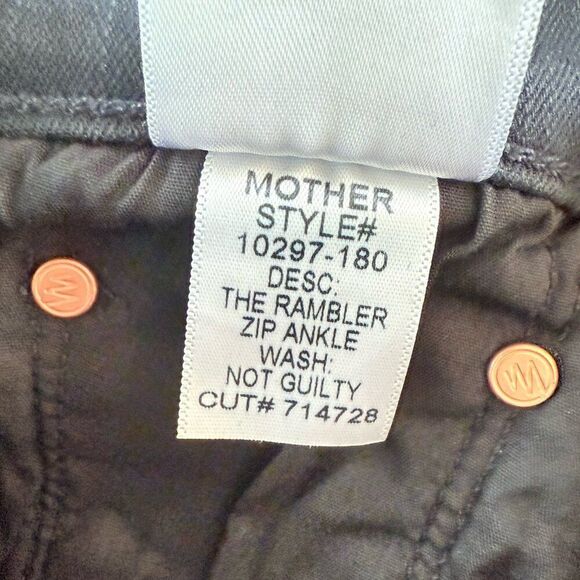 MOTHER
STYLE#
10297-180
DESC:
THE RAMBLER
ZIP ANKLE
WASH:
NOT GUILTY
CUT# 714728